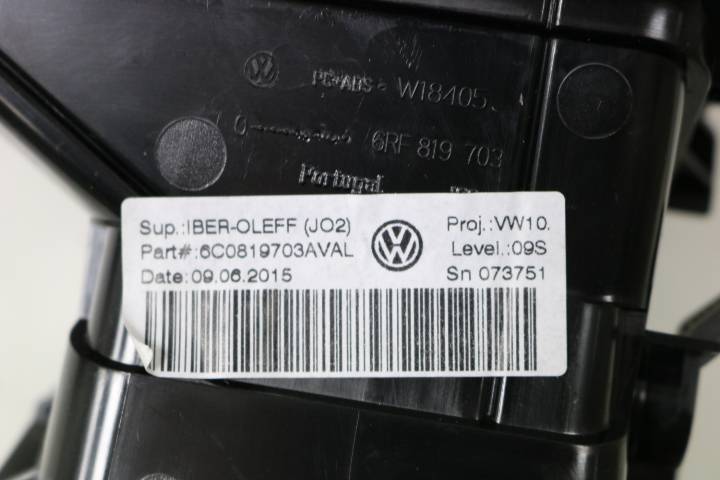 PC+ABS W18405
6RF 819 703
Portugal
Sup.:IBER-OLEFF (JO2) Proj.:VW10.
Part#:6C0819703AVAL Level.:09S
Date:09.06.2015 Sn 073751